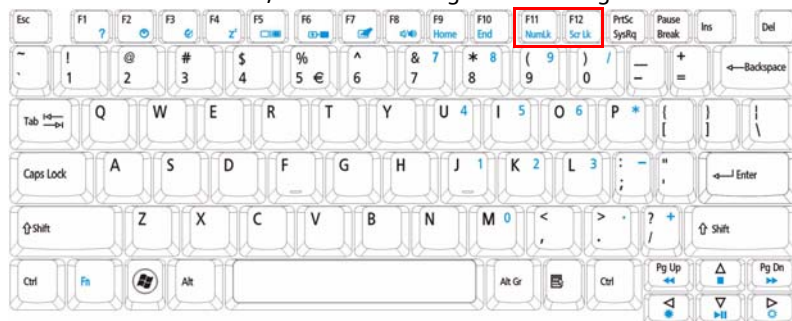 Esc F1 ? F2 F3 F4 zᶻ F5 F6 F7 F8 F9 Home F10 End F11 NumLk F12 Scr Lk PrtSc SysRq Pause Break Ins Del
~ ` ! 1 @ 2 # 3 $ 4 % 5 € ^ 6 & 7 7 * 8 8 ( 9 9 ) / 0 _ - + = Backspace
Tab Q W E R T Y U 4 I 5 O 6 P * { [ } ] ¦ \
Caps Lock A S D F G H J 1 K 2 L 3 : - ; " ' Enter
Shift Z X C V B N M 0 < , > . . ? + / Shift
Ctrl Fn Alt Alt Gr Ctrl Pg Up Pg Dn